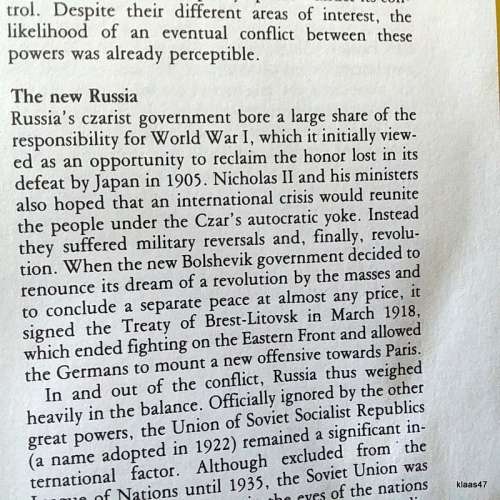 trol. Despite their different areas of interest, the
likelihood of an eventual conflict between these
powers was already perceptible.
The new Russia
Russia's czarist government bore a large share of the
responsibility for World War I, which it initially view-
ed as an opportunity to reclaim the honor lost in its
defeat by Japan in 1905. Nicholas II and his ministers
also hoped that an international crisis would reunite
the people under the Czar's autocratic yoke. Instead
they suffered military reversals and, finally, revolu-
tion. When the new Bolshevik government decided to
renounce its dream of a revolution by the masses and
to conclude a separate peace at almost any price, it
signed the Treaty of Brest-Litovsk in March 1918,
which ended fighting on the Eastern Front and allowed
the Germans to mount a new offensive towards Paris.
In and out of the conflict, Russia thus weighed
heavily in the balance. Officially ignored by the other
great powers, the Union of Soviet Socialist Republics
(a name adopted in 1922) remained a significant in-
ternational factor. Although excluded from the
of Nations until 1935, the Soviet Union was
the eyes of the nations
klaas47